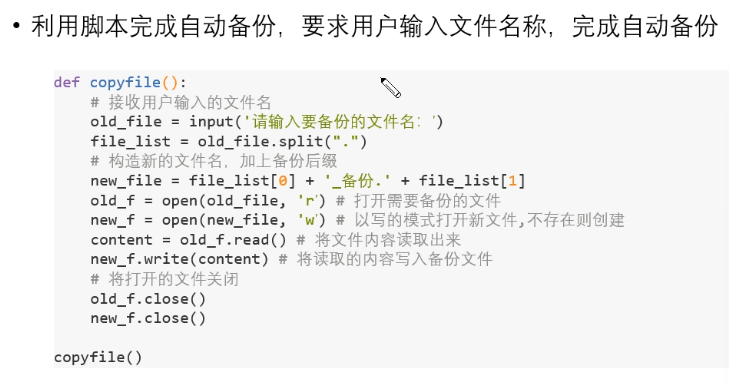 • 利用脚本完成自动备份，要求用户输入文件名称，完成自动备份
def copyfile():
    # 接收用户输入的文件名
    old_file = input('请输入要备份的文件名：')
    file_list = old_file.split(".")
    # 构造新的文件名，加上备份后缀
    new_file = file_list[0] + '_备份.' + file_list[1]
    old_f = open(old_file, 'r') # 打开需要备份的文件
    new_f = open(new_file, 'w') # 以写的模式打开新文件,不存在则创建
    content = old_f.read() # 将文件内容读取出来
    new_f.write(content) # 将读取的内容写入备份文件
    # 将打开的文件关闭
    old_f.close()
    new_f.close()
copyfile()